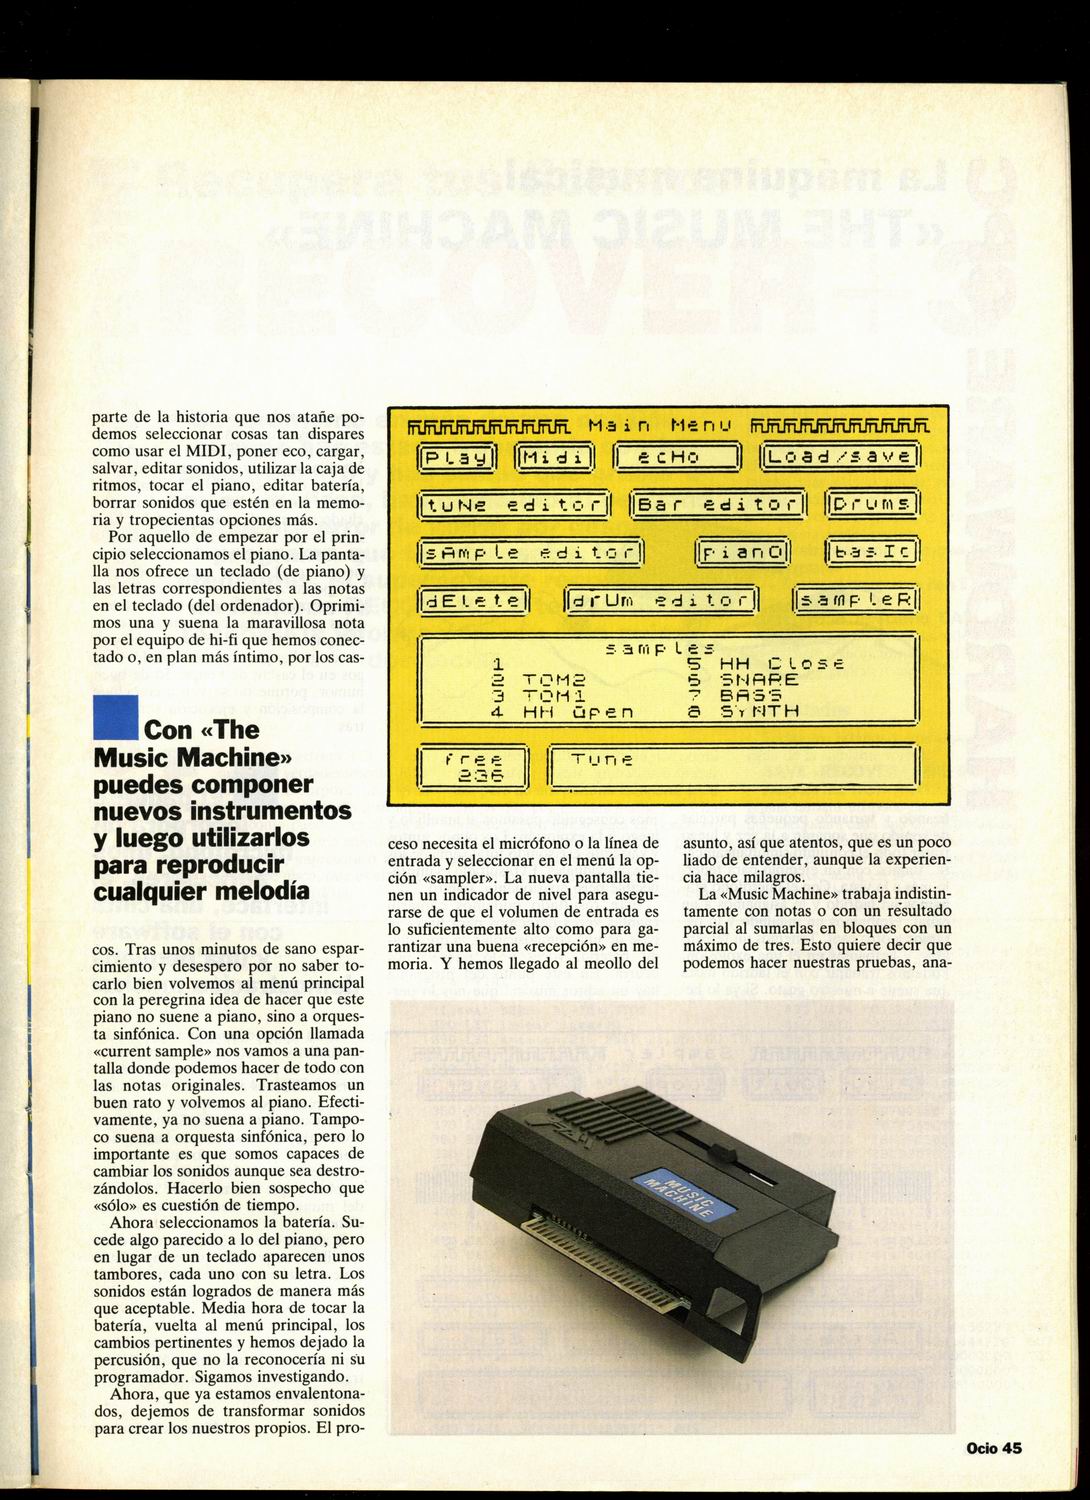 parte de la historia que nos atañe po-
demos seleccionar cosas tan dispares
como usar el MIDI, poner eco, cargar,
salvar, editar sonidos, utilizar la caja de
ritmos, tocar el piano, editar batería,
borrar sonidos que estén en la memo-
ria y tropecientas opciones más.
Por aquello de empezar por el prin-
cipio seleccionamos el piano. La panta-
lla nos ofrece un teclado (de piano) y
las letras correspondientes a las notas
en el teclado (del ordenador). Oprimi-
mos una y suena la maravillosa nota
por el equipo de hi-fi que hemos conec-
tado o, en plan más íntimo, por los cas-
Con «The
Music Machine»
puedes componer
nuevos instrumentos
y luego utilizarlos
para reproducir
cualquier melodía
cos. Tras unos minutos de sano espar-
cimiento y desespero por no saber to-
carlo bien volvemos al menú principal
con la peregrina idea de hacer que este
piano no suene a piano, sino a orques-
ta sinfónica. Con una opción llamada
«current sample» nos vamos a una pan-
talla donde podemos hacer de todo con
las notas originales. Trasteamos un
buen rato y volvemos al piano. Efecti-
vamente, ya no suena a piano. Tampo-
co suena a orquesta sinfónica, pero lo
importante es que somos capaces de
cambiar los sonidos aunque sea destro-
zándolos. Hacerlo bien sospecho que
«sólo» es cuestión de tiempo.
Ahora seleccionamos la batería. Su-
cede algo parecido a lo del piano, pero
en lugar de un teclado aparecen unos
tambores, cada uno con su letra. Los
sonidos están logrados de manera más
que aceptable. Media hora de tocar la
batería, vuelta al menú principal, los
cambios pertinentes y hemos dejado la
percusión, que no la reconocería ni su
programador. Sigamos investigando.
Ahora, que ya estamos envalentona-
dos, dejemos de transformar sonidos
para crear los nuestros propios. El pro-
Main Menu
Play Midi ecHo Load/save
tuNe editor Bar editor Drums
sAmple editor pianO basIc
dElete drUm editor sampleR
samples
1 5 HH Close
2 TOM2 6 SNARE
3 TOM1 7 BASS
4 HH Open 8 SYNTH
free Tune
236
ceso necesita el micrófono o la línea de
entrada y seleccionar en el menú la op-
ción «sampler». La nueva pantalla tie-
nen un indicador de nivel para asegu-
rarse de que el volumen de entrada es
lo suficientemente alto como para ga-
rantizar una buena «recepción» en me-
moria. Y hemos llegado al meollo del
asunto, así que atentos, que es un poco
liado de entender, aunque la experien-
cia hace milagros.
La «Music Machine» trabaja indistin-
tamente con notas o con un resultado
parcial al sumarlas en bloques con un
máximo de tres. Esto quiere decir que
podemos hacer nuestras pruebas, ana-
MUSIC
MACHINE
Ocio 45